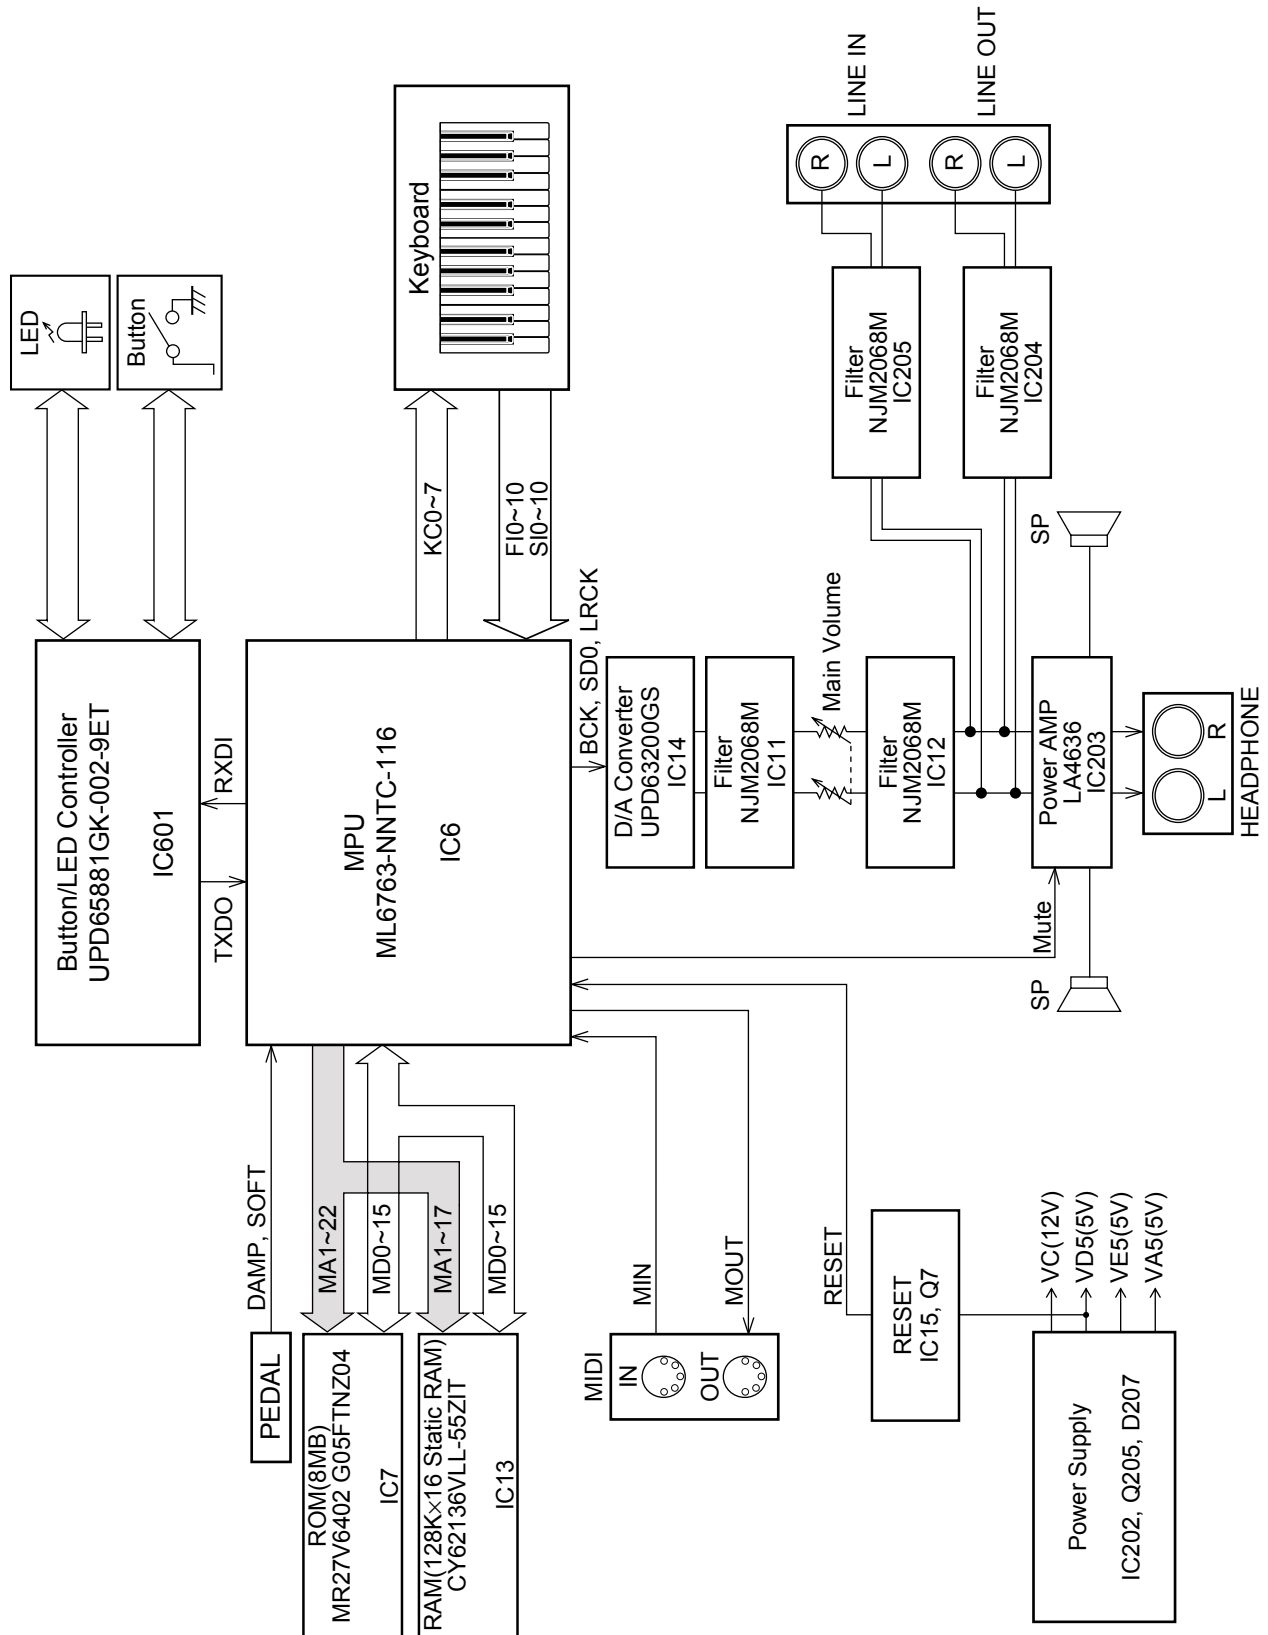 LED
Button
Button/LED Controller
UPD65881GK-002-9ET
IC601
TXDO
RXDI
Keyboard
KC0~7
FI0~10
SI0~10
MPU
ML6763-NNTC-116
IC6
PEDAL
DAMP, SOFT
ROM(8MB)
MR27V6402 G05FTNZ04
IC7
MA1~22
MD0~15
RAM(128K×16 Static RAM)
CY62136VLL-55ZIT
IC13
MA1~17
MD0~15
BCK, SD0, LRCK
D/A Converter
UPD63200GS
IC14
Filter
NJM2068M
IC11
Main Volume
Filter
NJM2068M
IC12
LINE IN
R
L
LINE OUT
R
L
Filter
NJM2068M
IC205
Filter
NJM2068M
IC204
MIDI
IN
OUT
MIN
MOUT
RESET
RESET
IC15, Q7
Mute
SP
Power AMP
LA4636
IC203
SP
L
R
HEADPHONE
Power Supply
IC202, Q205, D207
VC(12V)
VD5(5V)
VE5(5V)
VA5(5V)